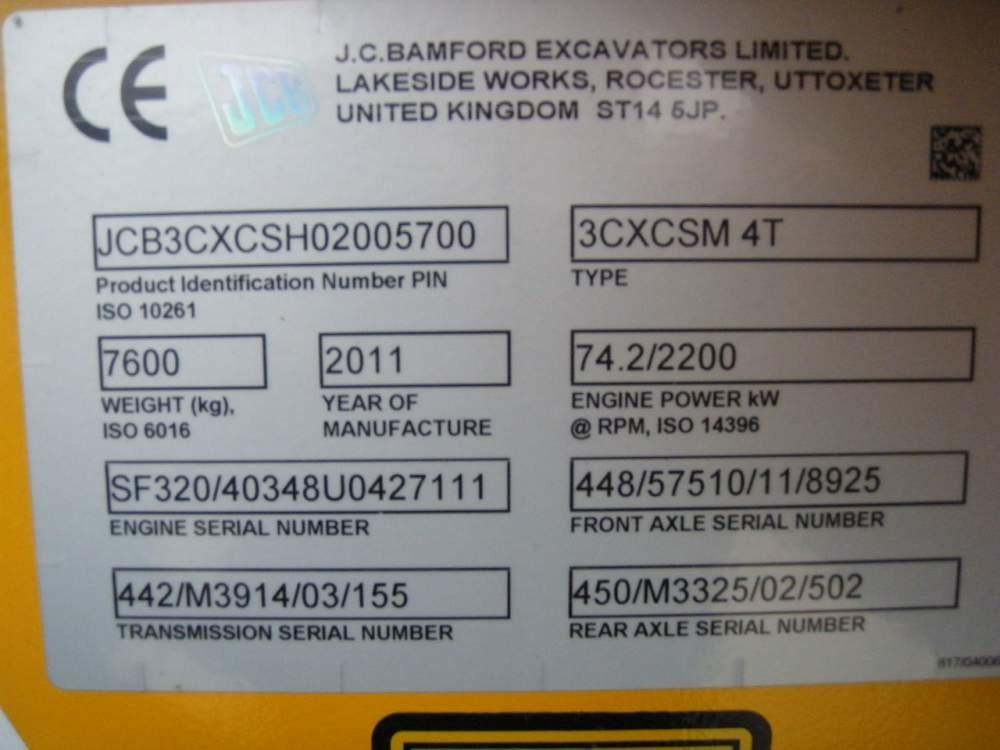 CE
JCB
J.C.BAMFORD EXCAVATORS LIMITED.
LAKESIDE WORKS, ROCESTER, UTTOXETER
UNITED KINGDOM ST14 5JP.
JCB3CXCSH02005700
Product Identification Number PIN
ISO 10261
3CXCSM 4T
TYPE
7600
WEIGHT (kg),
ISO 6016
2011
YEAR OF
MANUFACTURE
74.2/2200
ENGINE POWER kW
@ RPM, ISO 14396
SF320/40348U0427111
ENGINE SERIAL NUMBER
448/57510/11/8925
FRONT AXLE SERIAL NUMBER
442/M3914/03/155
TRANSMISSION SERIAL NUMBER
450/M3325/02/502
REAR AXLE SERIAL NUMBER